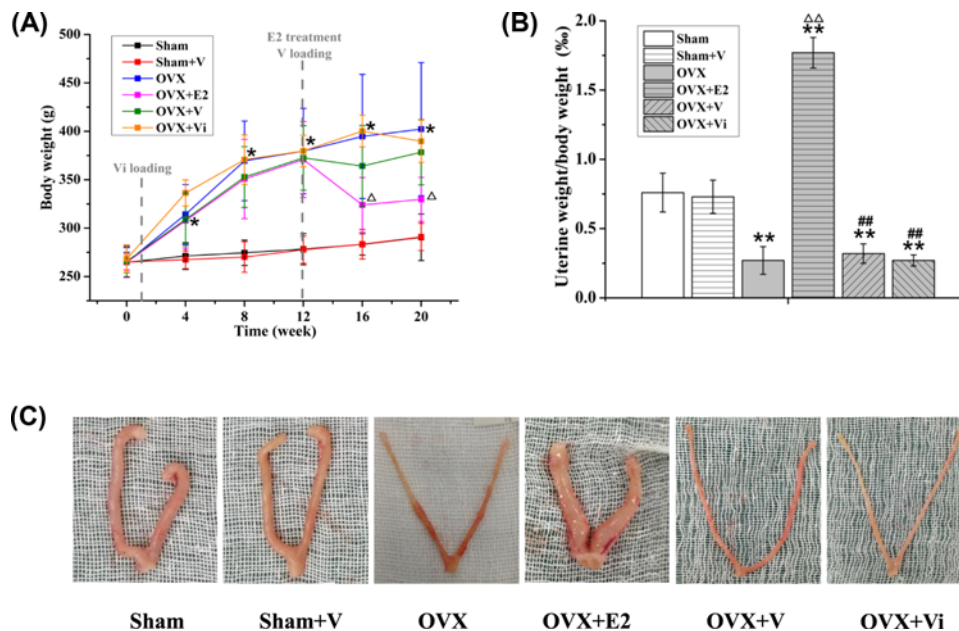 (A)
Body weight (g)
500
450
400
350
300
250
Sham
Sham+V
OVX
OVX+E2
OVX+V
OVX+Vi
E2 treatment
V loading
Vi loading
*
*
*
*
*
△
△
0
4
8
12
16
20
Time (week)
(B)
Uterine weight/body weight (‰)
2.0
1.5
1.0
0.5
0.0
Sham
Sham+V
OVX
OVX+E2
OVX+V
OVX+Vi
**
△△
**
##
**
##
**
(C)
Sham
Sham+V
OVX
OVX+E2
OVX+V
OVX+Vi